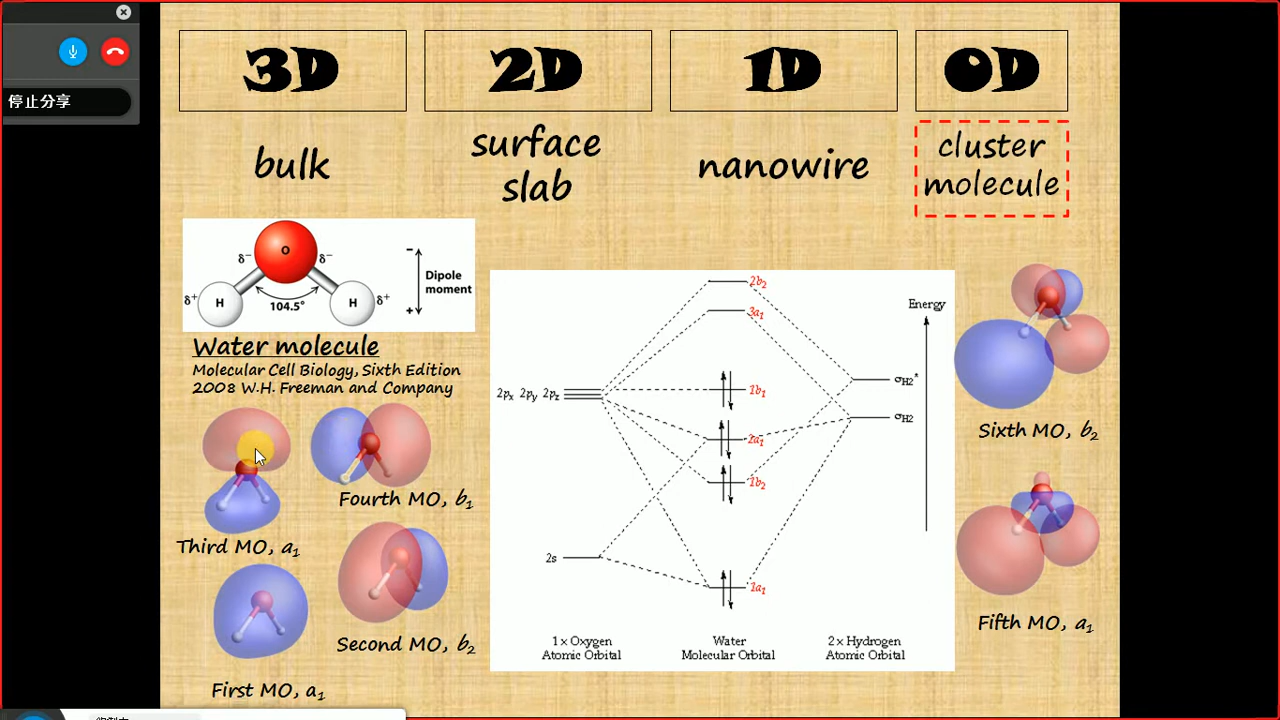 停止分享
3D
2D
1D
0D
bulk
surface
slab
nanowire
cluster
molecule
O
δ⁻
δ⁻
δ⁺
H
H
δ⁺
104.5°
−
Dipole
moment
+
Water molecule
Molecular Cell Biology, Sixth Edition
2008 W.H. Freeman and Company
Third MO, a₁
Fourth MO, b₁
Second MO, b₂
First MO, a₁
2b₂
3a₁
Energy
1b₁
2pₓ 2pᵧ 2p_z
σH2*
σH2
2a₁
1b₂
2s
1a₁
1 x Oxygen
Atomic Orbital
Water
Molecular Orbital
2 x Hydrogen
Atomic Orbital
Sixth MO, b₂
Fifth MO, a₁